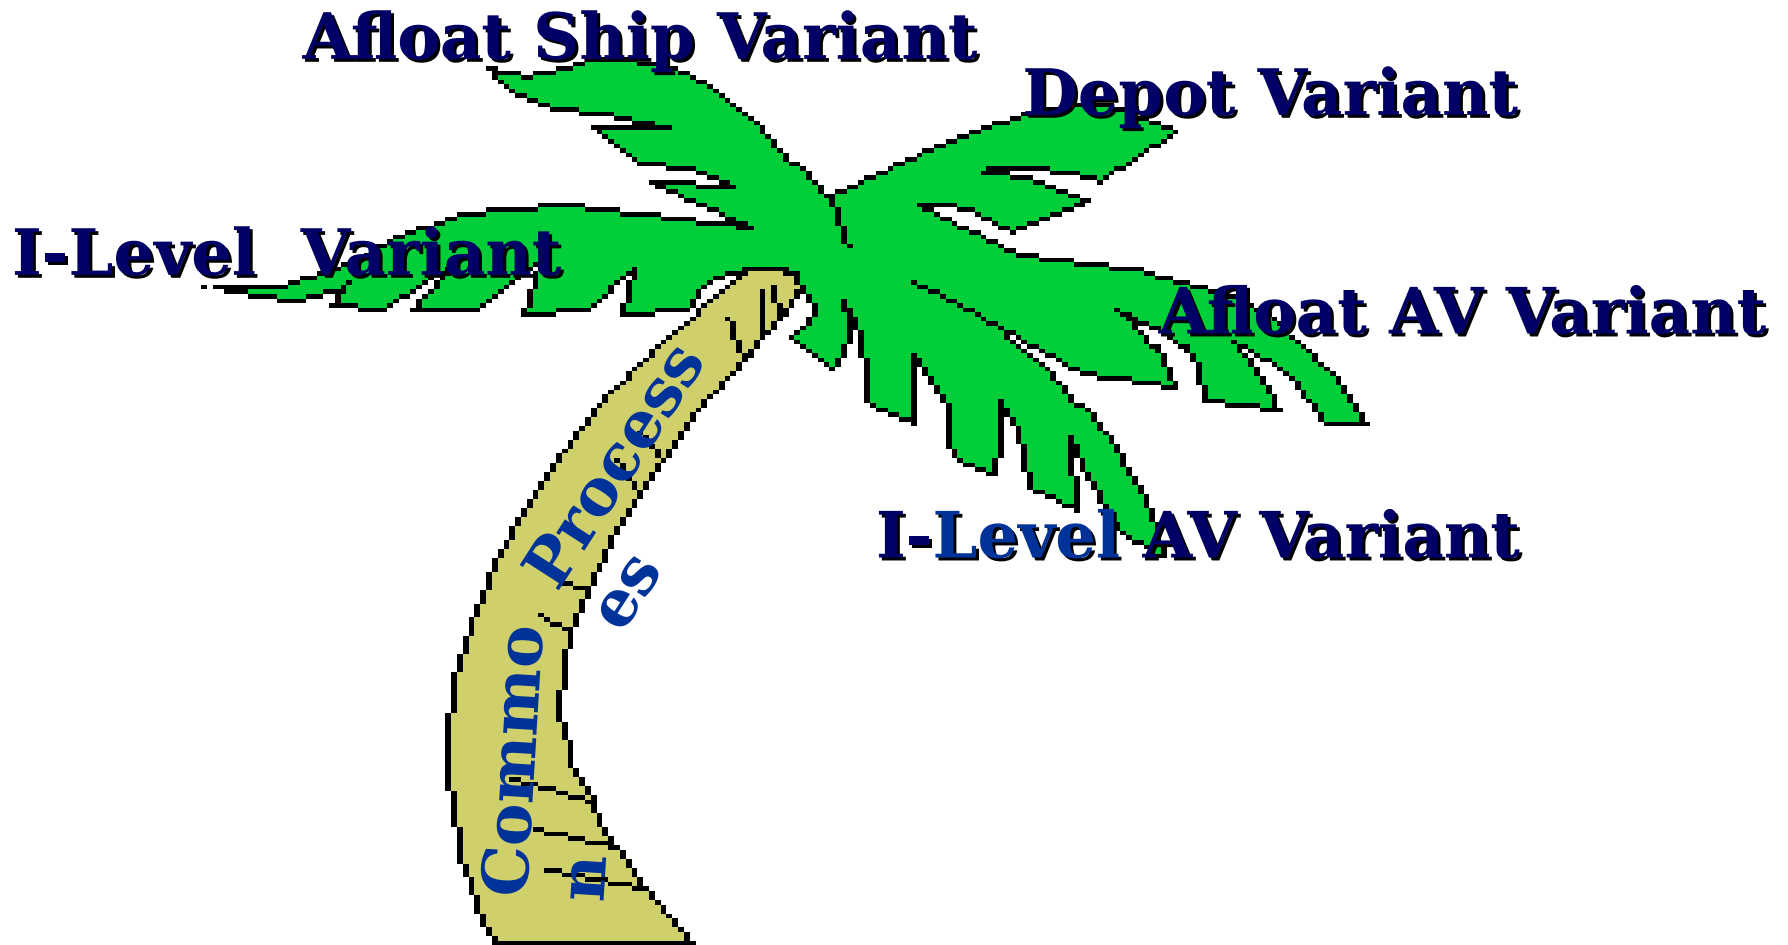 Afloat Ship Variant
Depot Variant
I-Level  Variant
Afloat AV Variant
I-Level AV Variant
Commo
n
Process
es